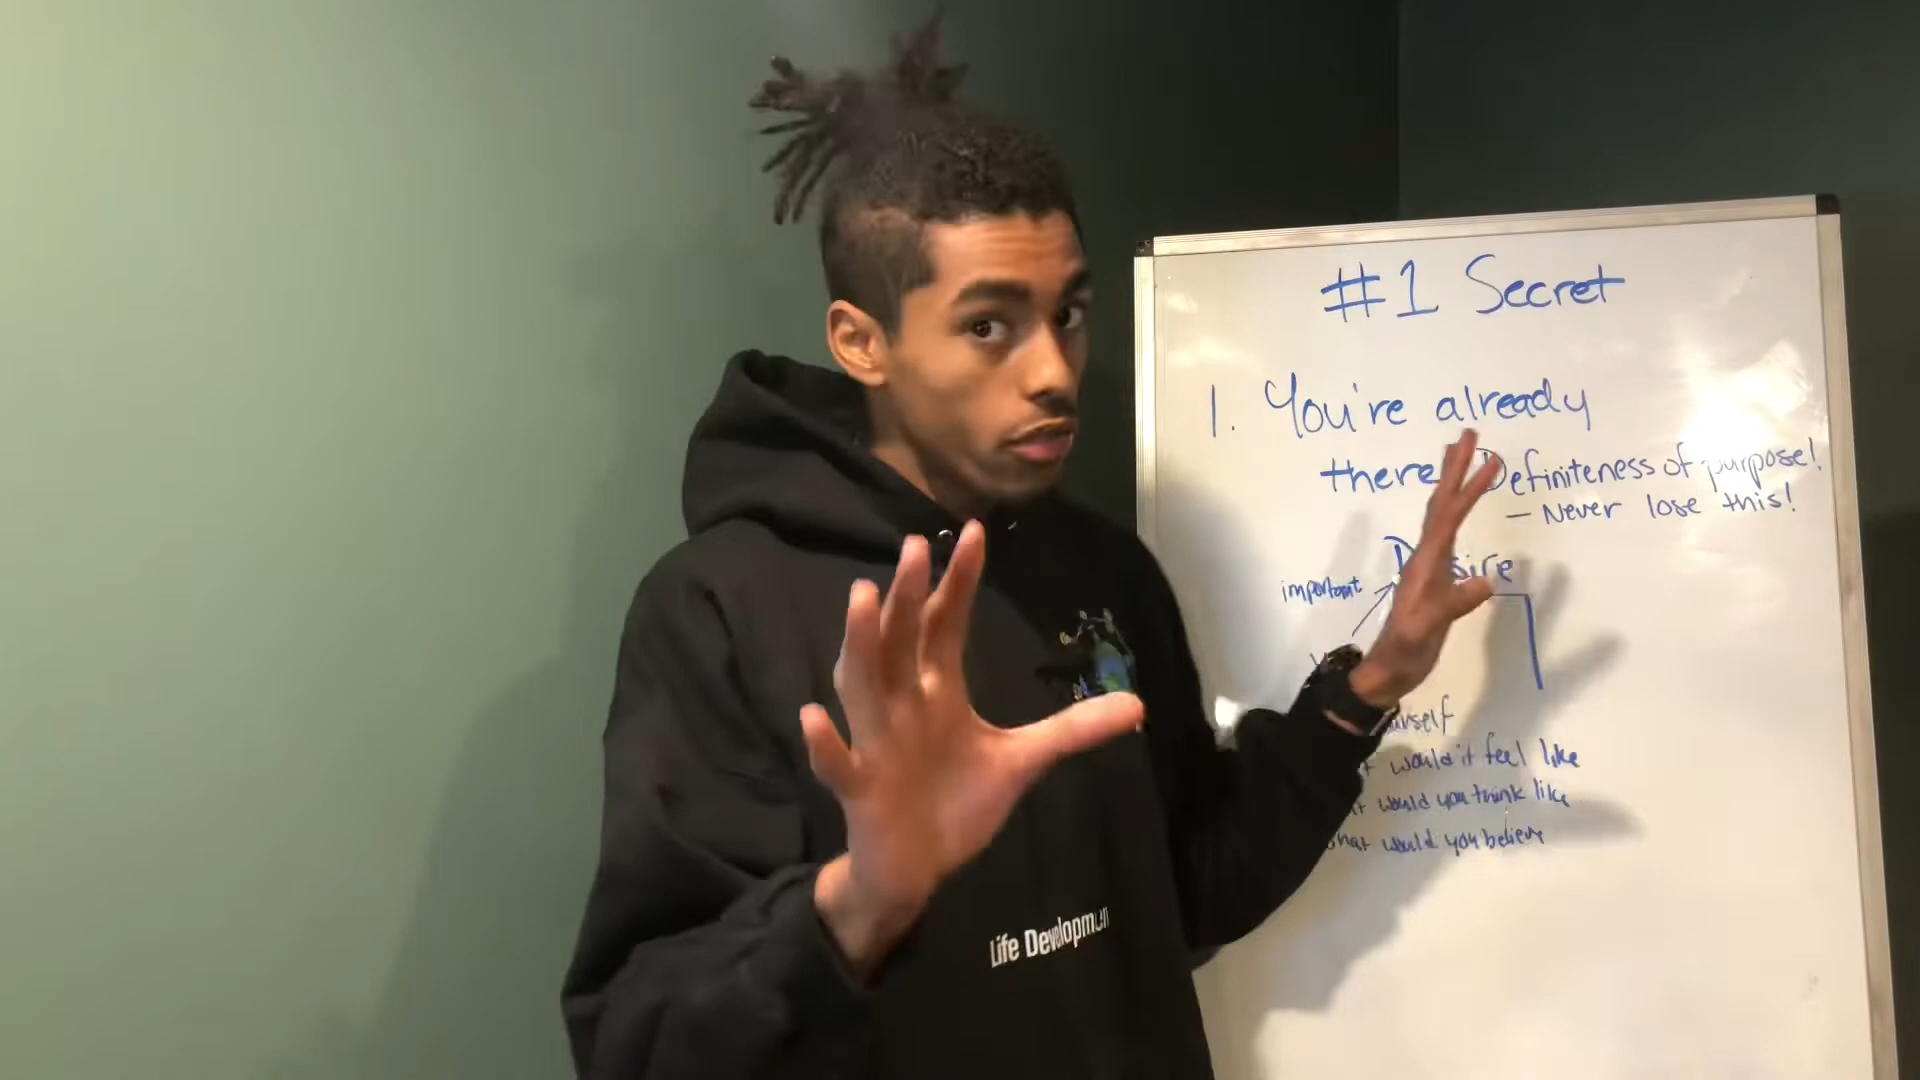 #1 Secret
1. You're already
there
Definiteness of purpose!
— Never lose this!
important
would it feel like
would you think like
would you believe
Life Development